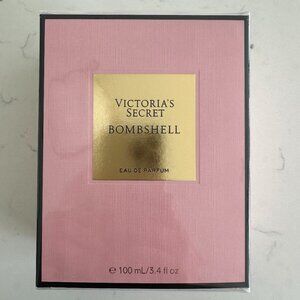 VICTORIA'S
SECRET
BOMBSHELL
EAU DE PARFUM
℮ 100 mL/3.4 fl oz